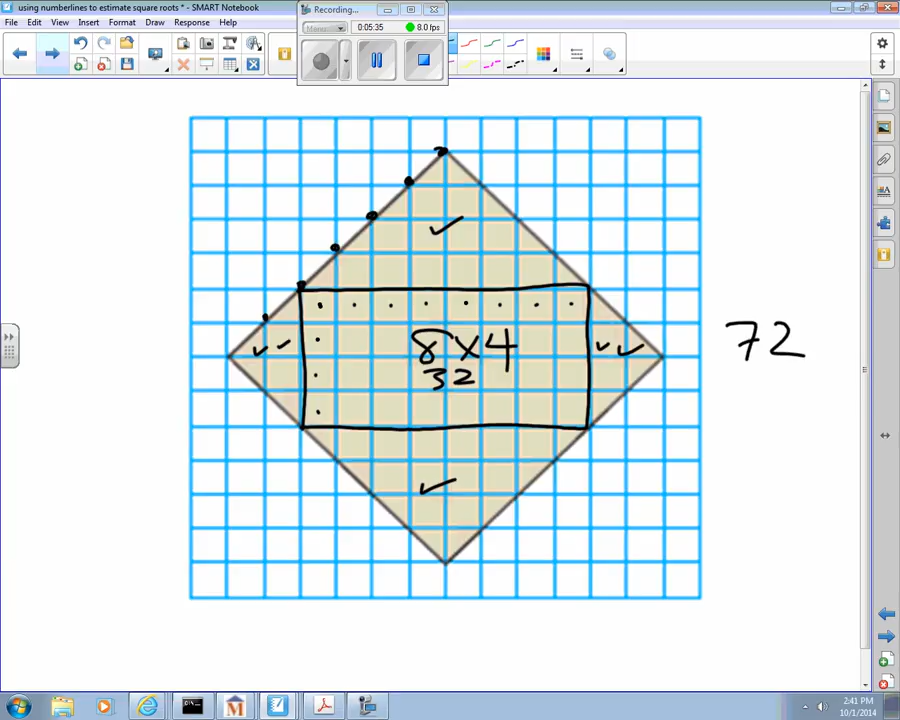 using numberlines to estimate square roots * - SMART Notebook
Recording...
File Edit View Insert Format Draw Response Help
Menu
0:05:35
8.0 fps
8x4
32
72
2:41 PM
10/1/2014